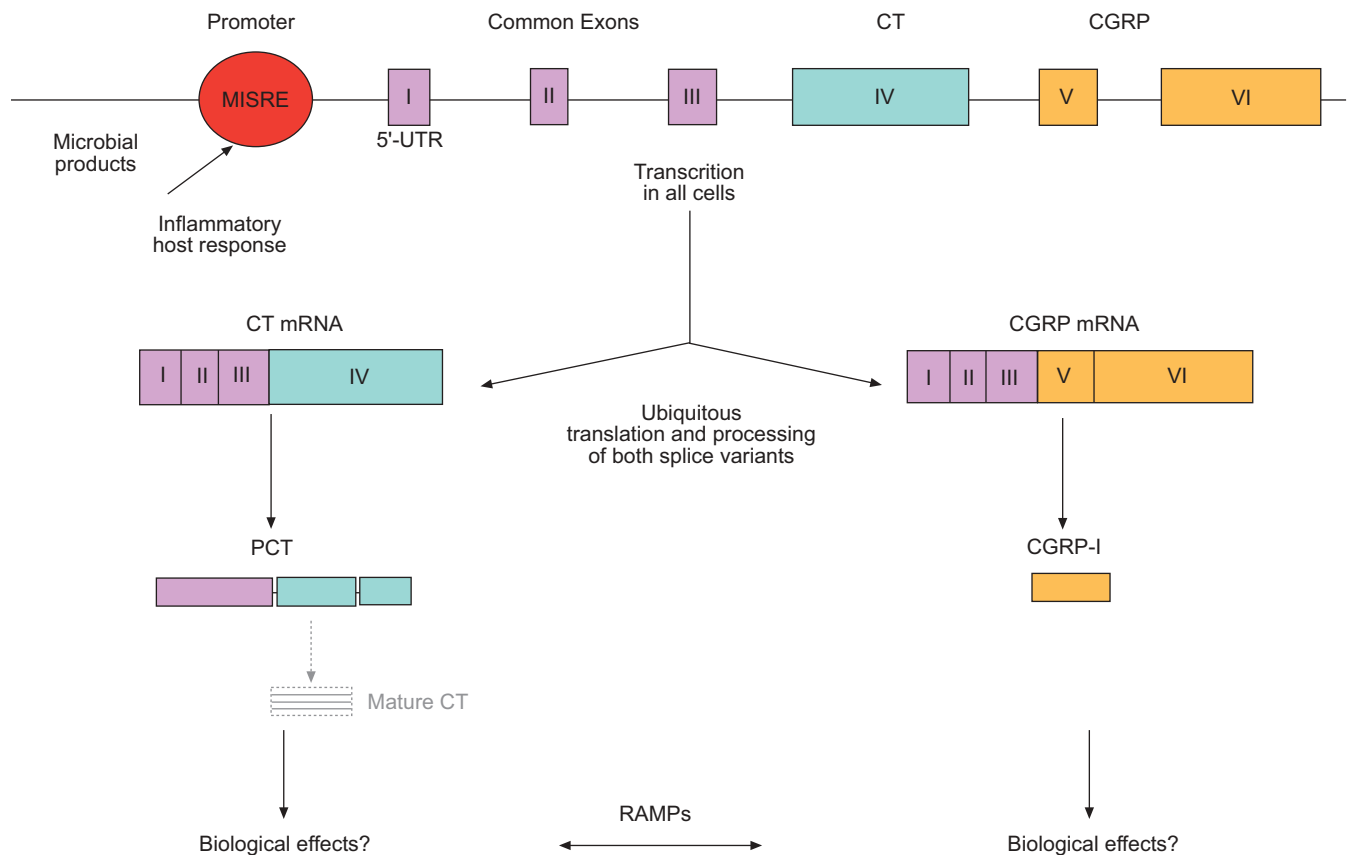 Promoter
Common Exons
CT
CGRP
MISRE
I
II
III
IV
V
VI
5'-UTR
Microbial
products
Inflammatory
host response
Transcrition
in all cells
CT mRNA
CGRP mRNA
I
II
III
IV
I
II
III
V
VI
Ubiquitous
translation and processing
of both splice variants
PCT
CGRP-I
Mature CT
RAMPs
Biological effects?
Biological effects?